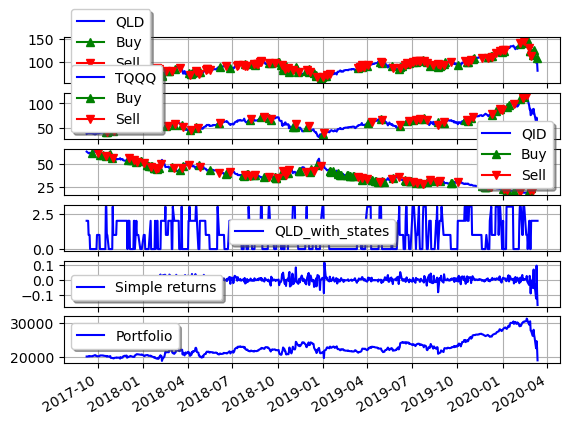 QLD
Buy
Sell
150
100
TQQQ
Buy
Sell
100
50
QID
Buy
Sell
50
25
QLD_with_states
2.5
0.0
Simple returns
0.1
0.0
−0.1
Portfolio
30000
20000
2017-10
2018-01
2018-04
2018-07
2018-10
2019-01
2019-04
2019-07
2019-10
2020-01
2020-04